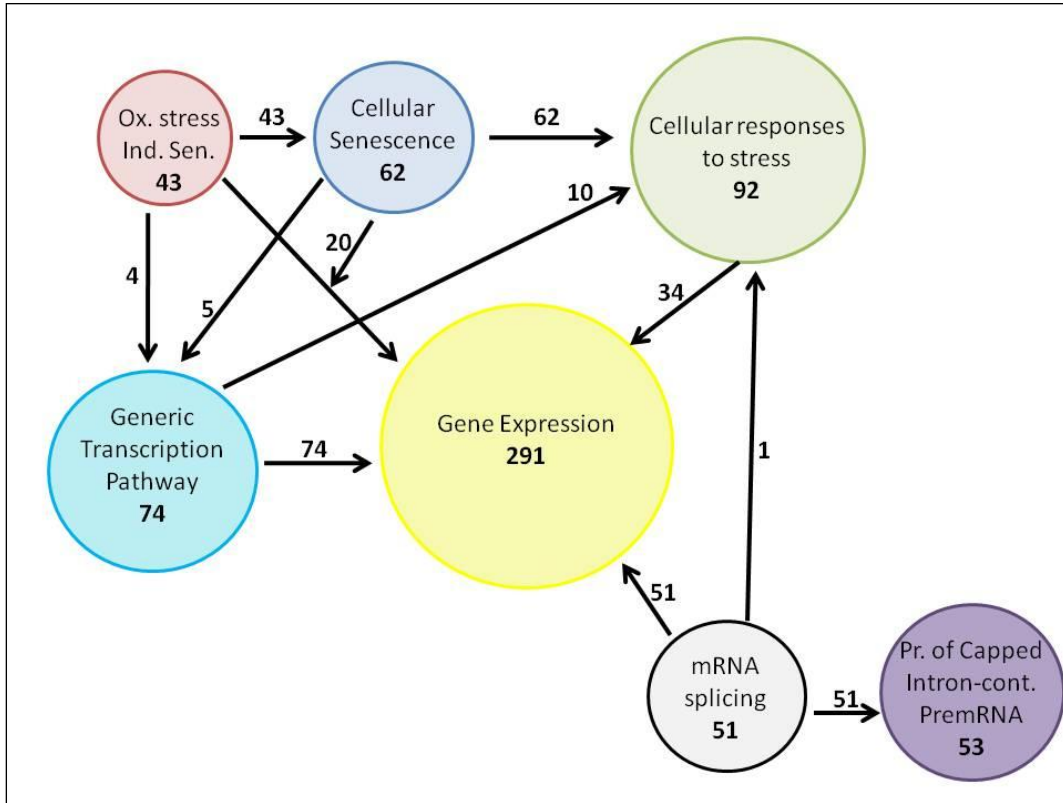 Ox. stress
Ind. Sen.
43
43
Cellular
Senescence
62
62
Cellular responses
to stress
92
10
20
4
5
34
Generic
Transcription
Pathway
74
74
Gene Expression
291
1
51
mRNA
splicing
51
51
Pr. of Capped
Intron-cont.
PremRNA
53